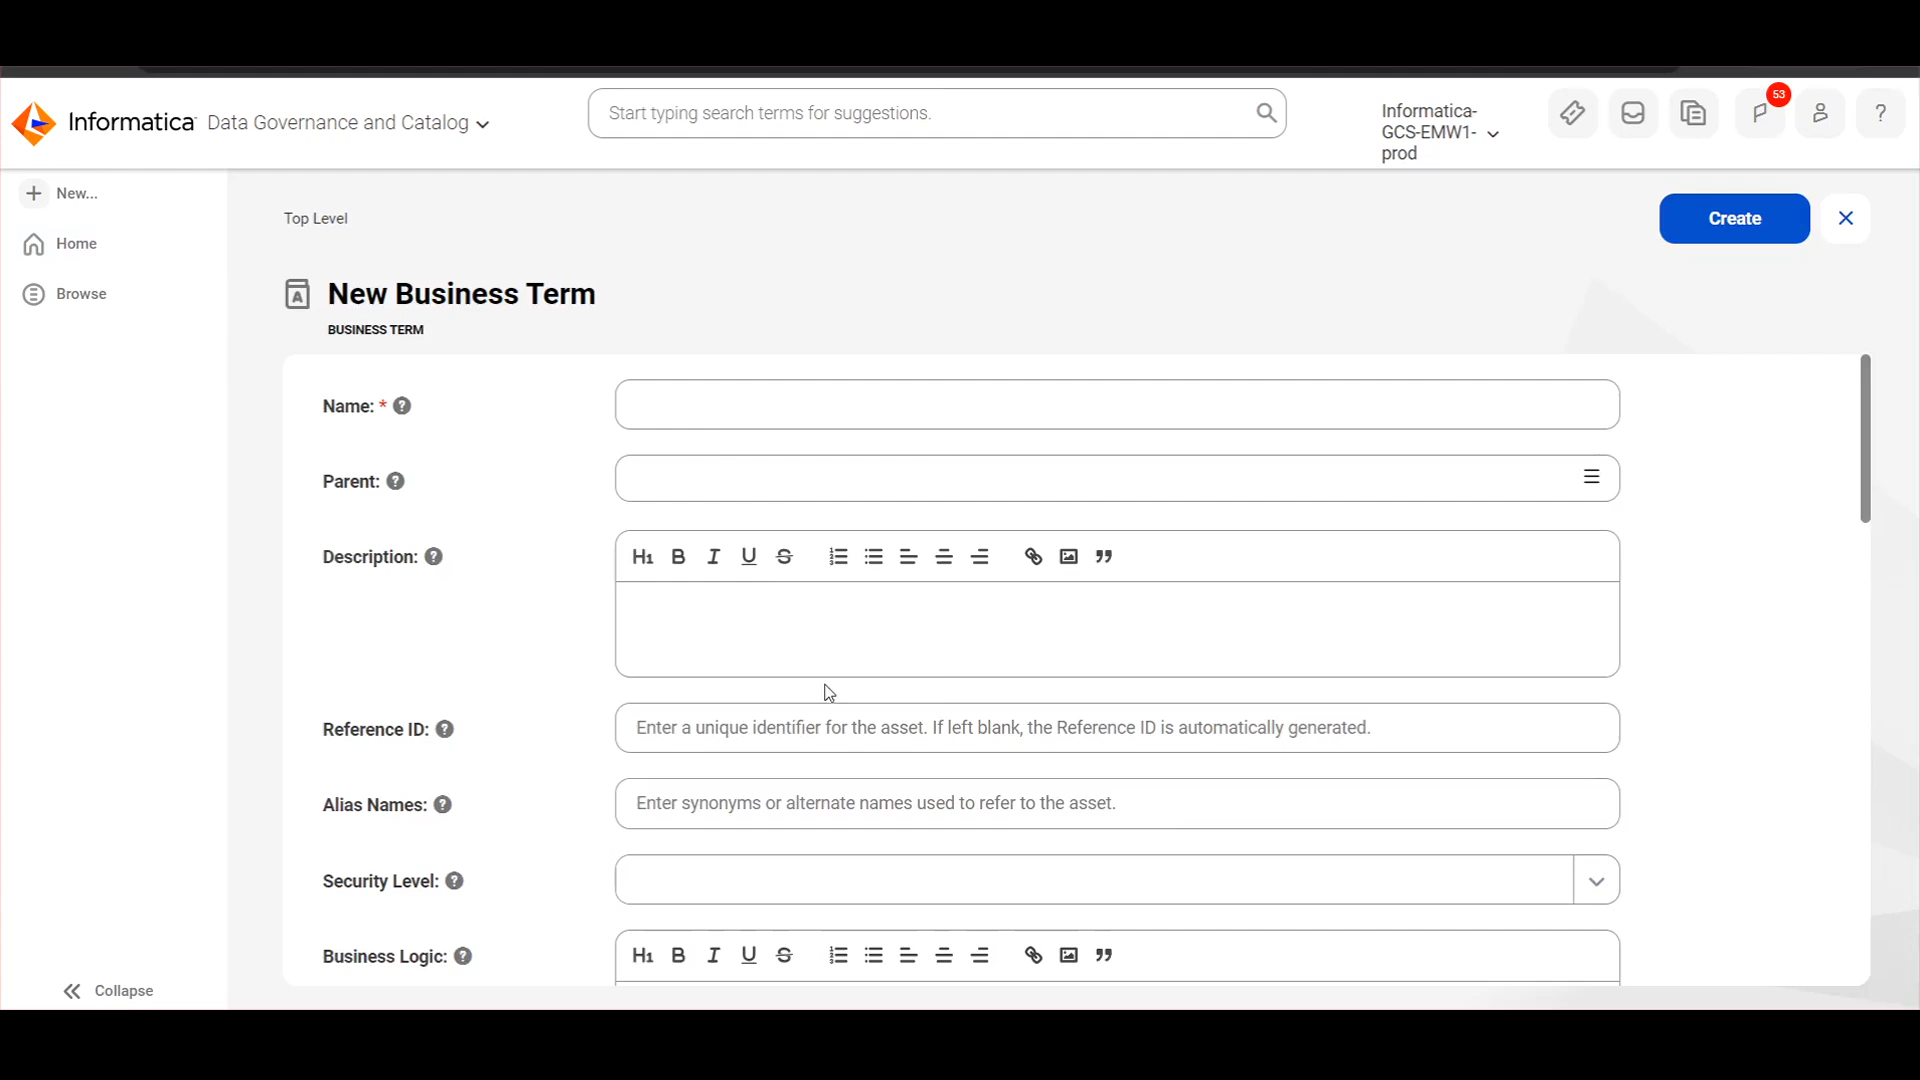 Informatica Data Governance and Catalog
Start typing search terms for suggestions.
Informatica-
GCS-EMW1-
prod
53
?
New...
Home
Browse
Top Level
Create
New Business Term
BUSINESS TERM
Name: * ?
Parent: ?
Description: ?
H1 B I U S
Reference ID: ?
Enter a unique identifier for the asset. If left blank, the Reference ID is automatically generated.
Alias Names: ?
Enter synonyms or alternate names used to refer to the asset.
Security Level: ?
Business Logic: ?
H1 B I U S
Collapse